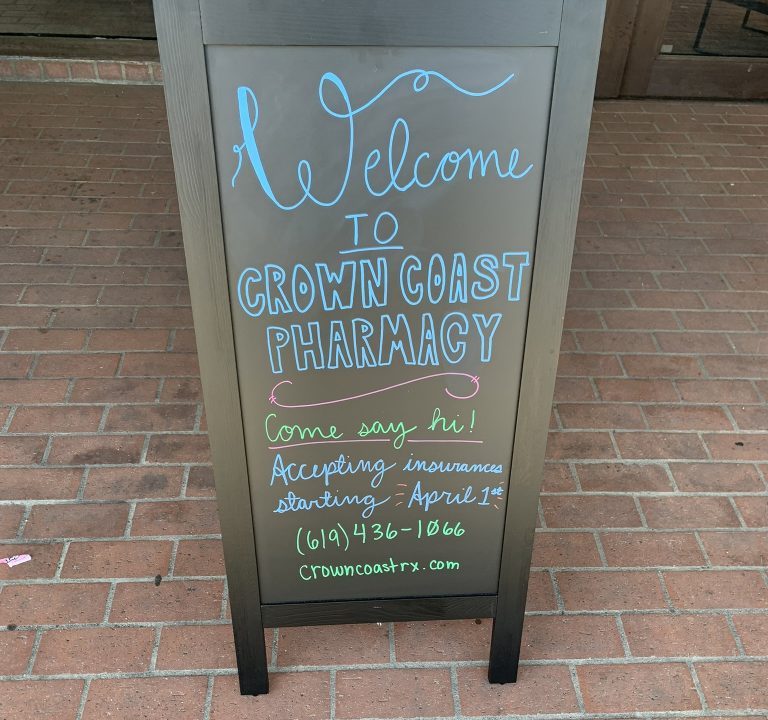 Welcome
TO
CROWN COAST
PHARMACY
Come say hi!
Accepting insurances
starting April 1st
(619)436-1066
crowncoastrx.com